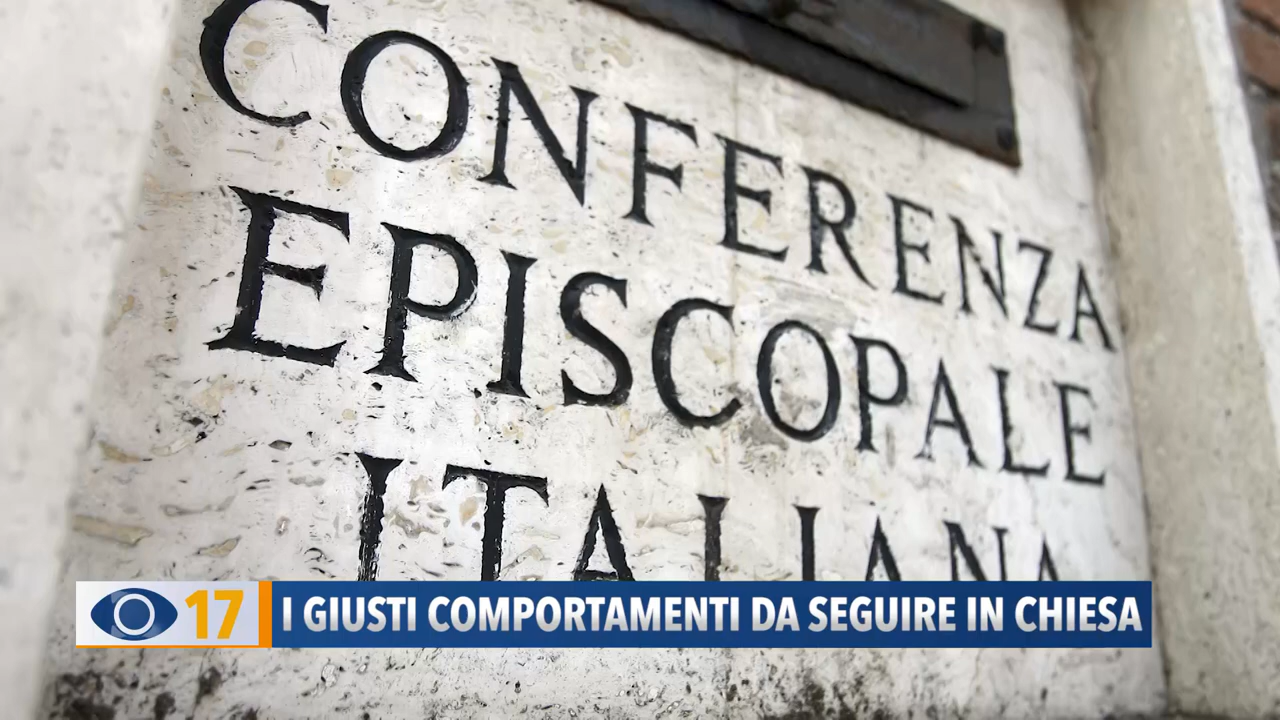 CONFERENZA
EPISCOPALE
ITALIANA
17 I GIUSTI COMPORTAMENTI DA SEGUIRE IN CHIESA